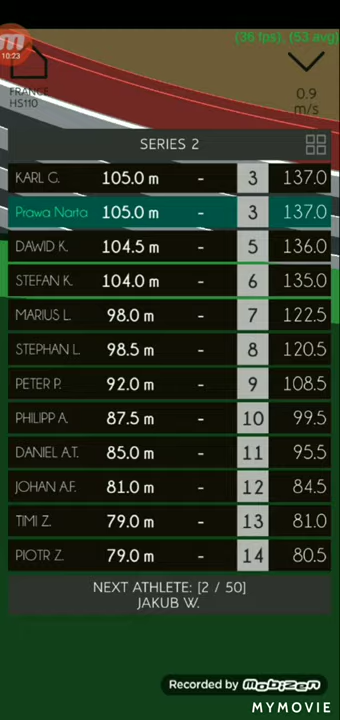 (36 fps), (53 avg)
10:23
FRANCE
HS110
0.9
m/s
SERIES 2
KARL G. 105.0 m - 3 137.0
Prawa Narta 105.0 m - 3 137.0
DAWID K. 104.5 m - 5 136.0
STEFAN K. 104.0 m - 6 135.0
MARIUS L. 98.0 m - 7 122.5
STEPHAN L. 98.5 m - 8 120.5
PETER P. 92.0 m - 9 108.5
PHILIPP A. 87.5 m - 10 99.5
DANIEL A.T. 85.0 m - 11 95.5
JOHAN A.F. 81.0 m - 12 84.5
TIMI Z. 79.0 m - 13 81.0
PIOTR Z. 79.0 m - 14 80.5
NEXT ATHLETE: [2 / 50]
JAKUB W.
Recorded by Mobizen
MYMOVIE